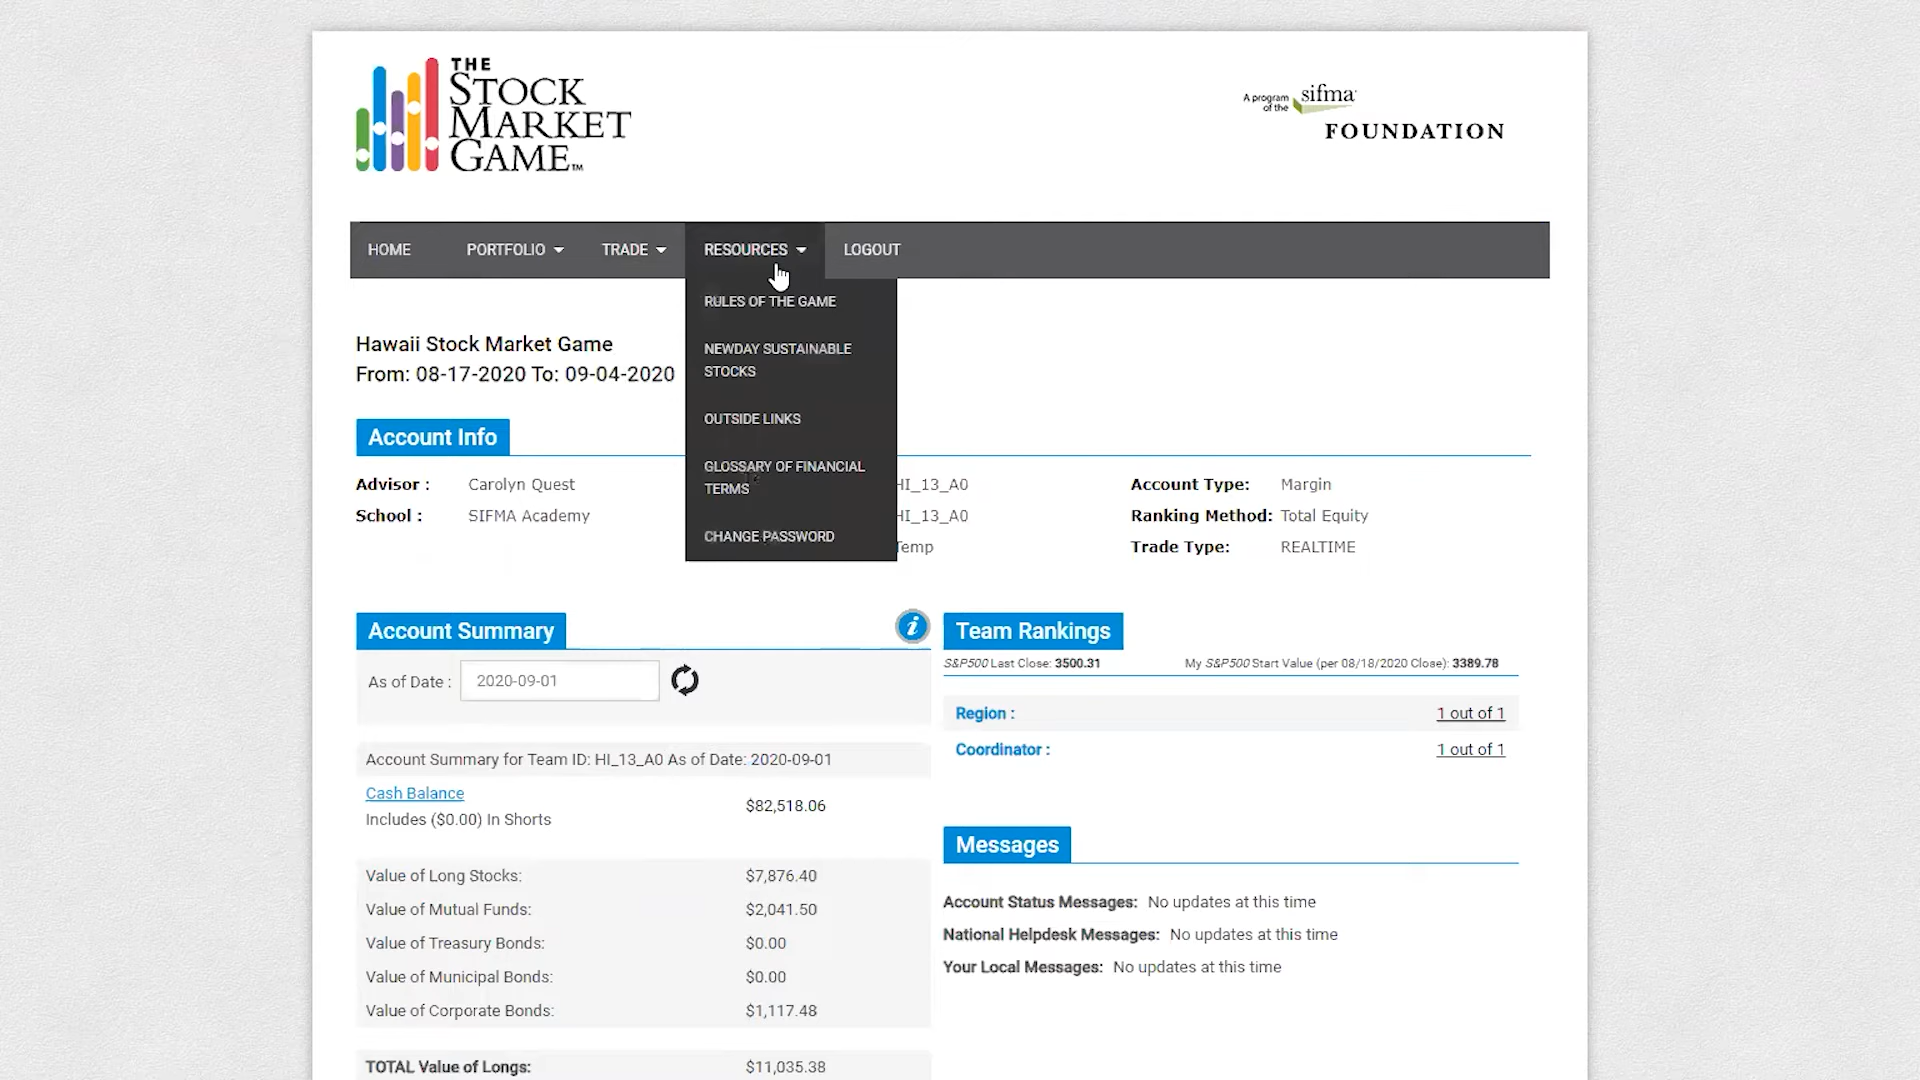 THE
STOCK
MARKET
GAME™
A program
of the
sifma
FOUNDATION
HOME PORTFOLIO TRADE RESOURCES LOGOUT
RULES OF THE GAME
NEWDAY SUSTAINABLE
STOCKS
OUTSIDE LINKS
GLOSSARY OF FINANCIAL
TERMS
CHANGE PASSWORD
Hawaii Stock Market Game
From: 08-17-2020 To: 09-04-2020
Account Info
Advisor : Carolyn Quest HI_13_A0 Account Type: Margin
School : SIFMA Academy HI_13_A0 Ranking Method: Total Equity
Temp Trade Type: REALTIME
Account Summary
As of Date : 2020-09-01
Account Summary for Team ID: HI_13_A0 As of Date: 2020-09-01
Cash Balance
Includes ($0.00) In Shorts
$82,518.06
Value of Long Stocks: $7,876.40
Value of Mutual Funds: $2,041.50
Value of Treasury Bonds: $0.00
Value of Municipal Bonds: $0.00
Value of Corporate Bonds: $1,117.48
TOTAL Value of Longs: $11,035.38
Team Rankings
S&P500 Last Close: 3500.31 My S&P500 Start Value (per 08/18/2020 Close): 3389.78
Region : 1 out of 1
Coordinator : 1 out of 1
Messages
Account Status Messages: No updates at this time
National Helpdesk Messages: No updates at this time
Your Local Messages: No updates at this time